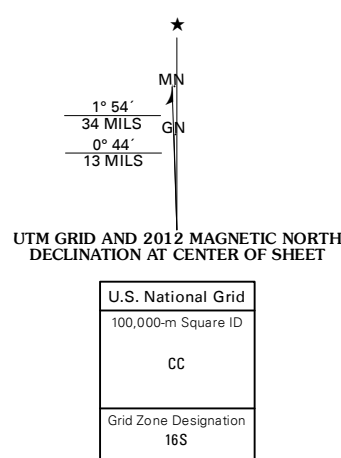 ★
MN
1° 54´
34 MILS
GN
0° 44´
13 MILS
UTM GRID AND 2012 MAGNETIC NORTH
DECLINATION AT CENTER OF SHEET
U.S. National Grid
100,000-m Square ID
CC
Grid Zone Designation
16S